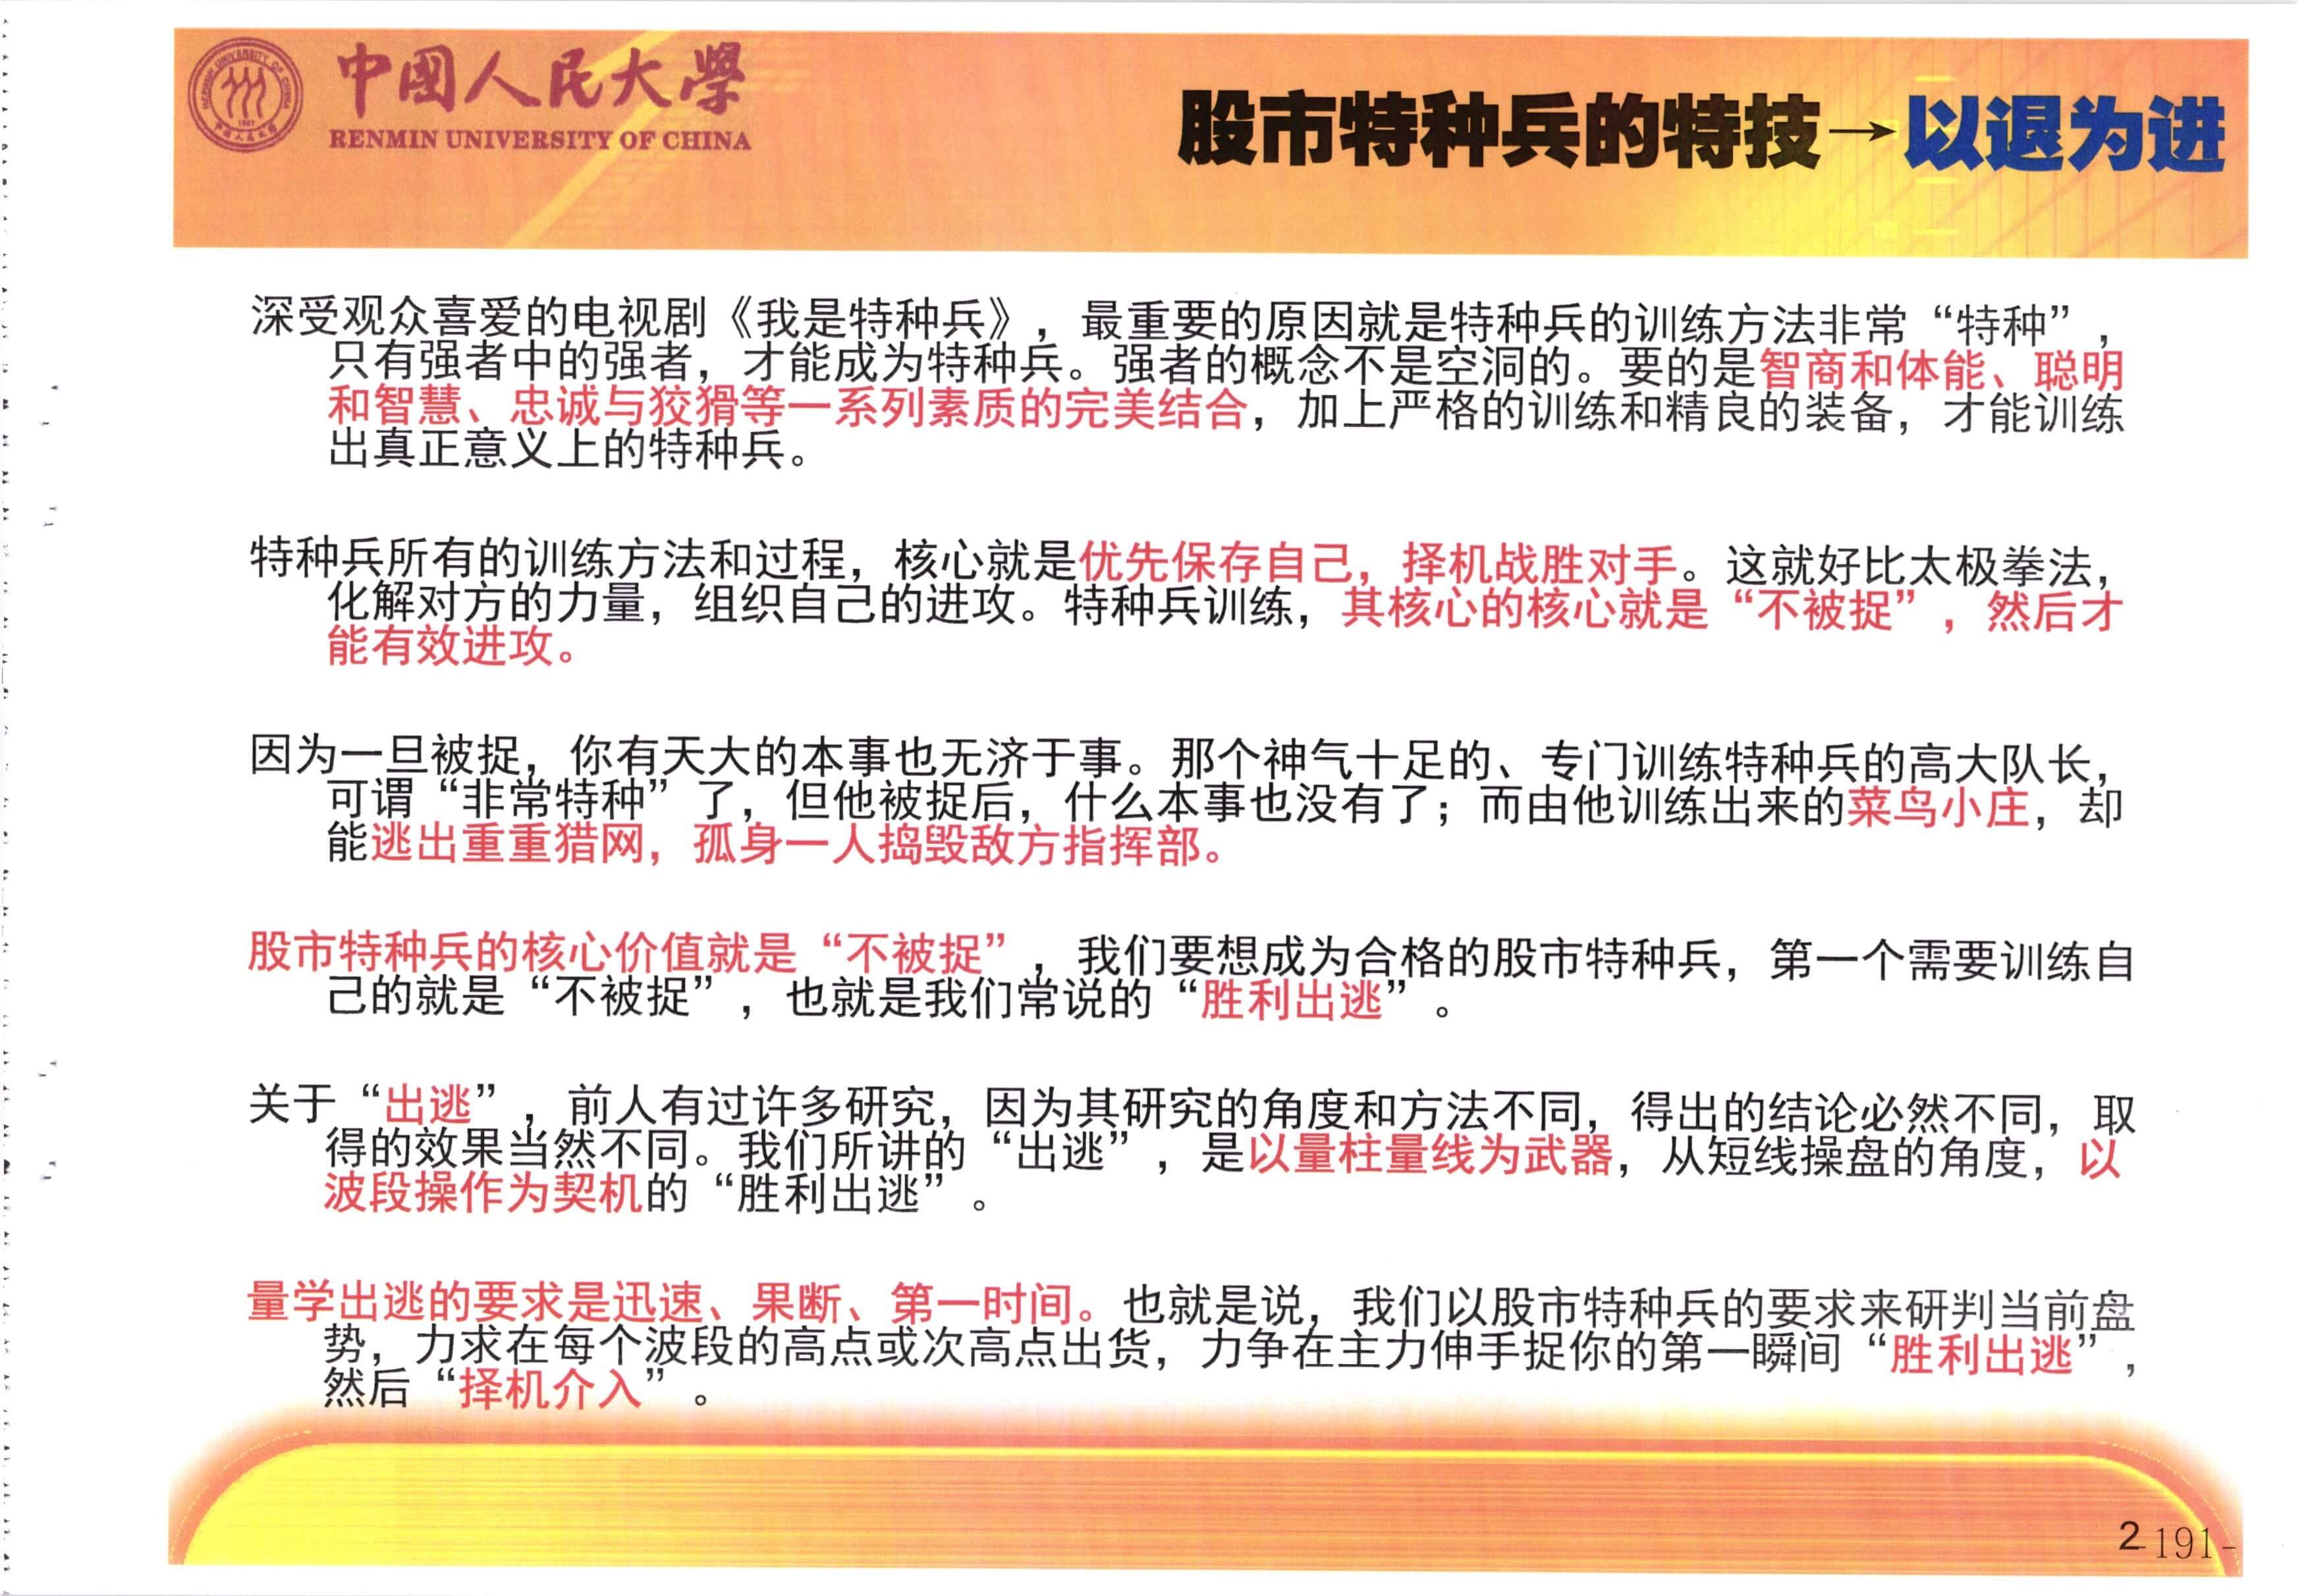 中國人民大學
RENMIN UNIVERSITY OF CHINA
股市特种兵的特技→以退为进
深受观众喜爱的电视剧《我是特种兵》，最重要的原因就是特种兵的训练方法非常“特种”，
只有强者中的强者，才能成为特种兵。强者的概念不是空洞的。要的是智商和体能、聪明
和智慧、忠诚与狡猾等一系列素质的完美结合，加上严格的训练和精良的装备，才能训练
出真正意义上的特种兵。
特种兵所有的训练方法和过程，核心就是优先保存自己，择机战胜对手。这就好比太极拳法，
化解对方的力量，组织自己的进攻。特种兵训练，其核心的核心就是“不被捉”，然后才
能有效进攻。
因为一旦被捉，你有天大的本事也无济于事。那个神气十足的、专门训练特种兵的高大队长，
可谓“非常特种”了，但他被捉后，什么本事也没有了；而由他训练出来的菜鸟小庄，却
能逃出重重猎网，孤身一人捣毁敌方指挥部。
股市特种兵的核心价值就是“不被捉”，我们要想成为合格的股市特种兵，第一个需要训练自
己的就是“不被捉”，也就是我们常说的“胜利出逃”。
关于“出逃”，前人有过许多研究，因为其研究的角度和方法不同，得出的结论必然不同，取
得的效果当然不同。我们所讲的“出逃”，是以量柱量线为武器，从短线操盘的角度，以
波段操作为契机的“胜利出逃”。
量学出逃的要求是迅速、果断、第一时间。也就是说，我们以股市特种兵的要求来研判当前盘
势，力求在每个波段的高点或次高点出货，力争在主力伸手捉你的第一瞬间“胜利出逃”，
然后“择机介入”。
2
-191-